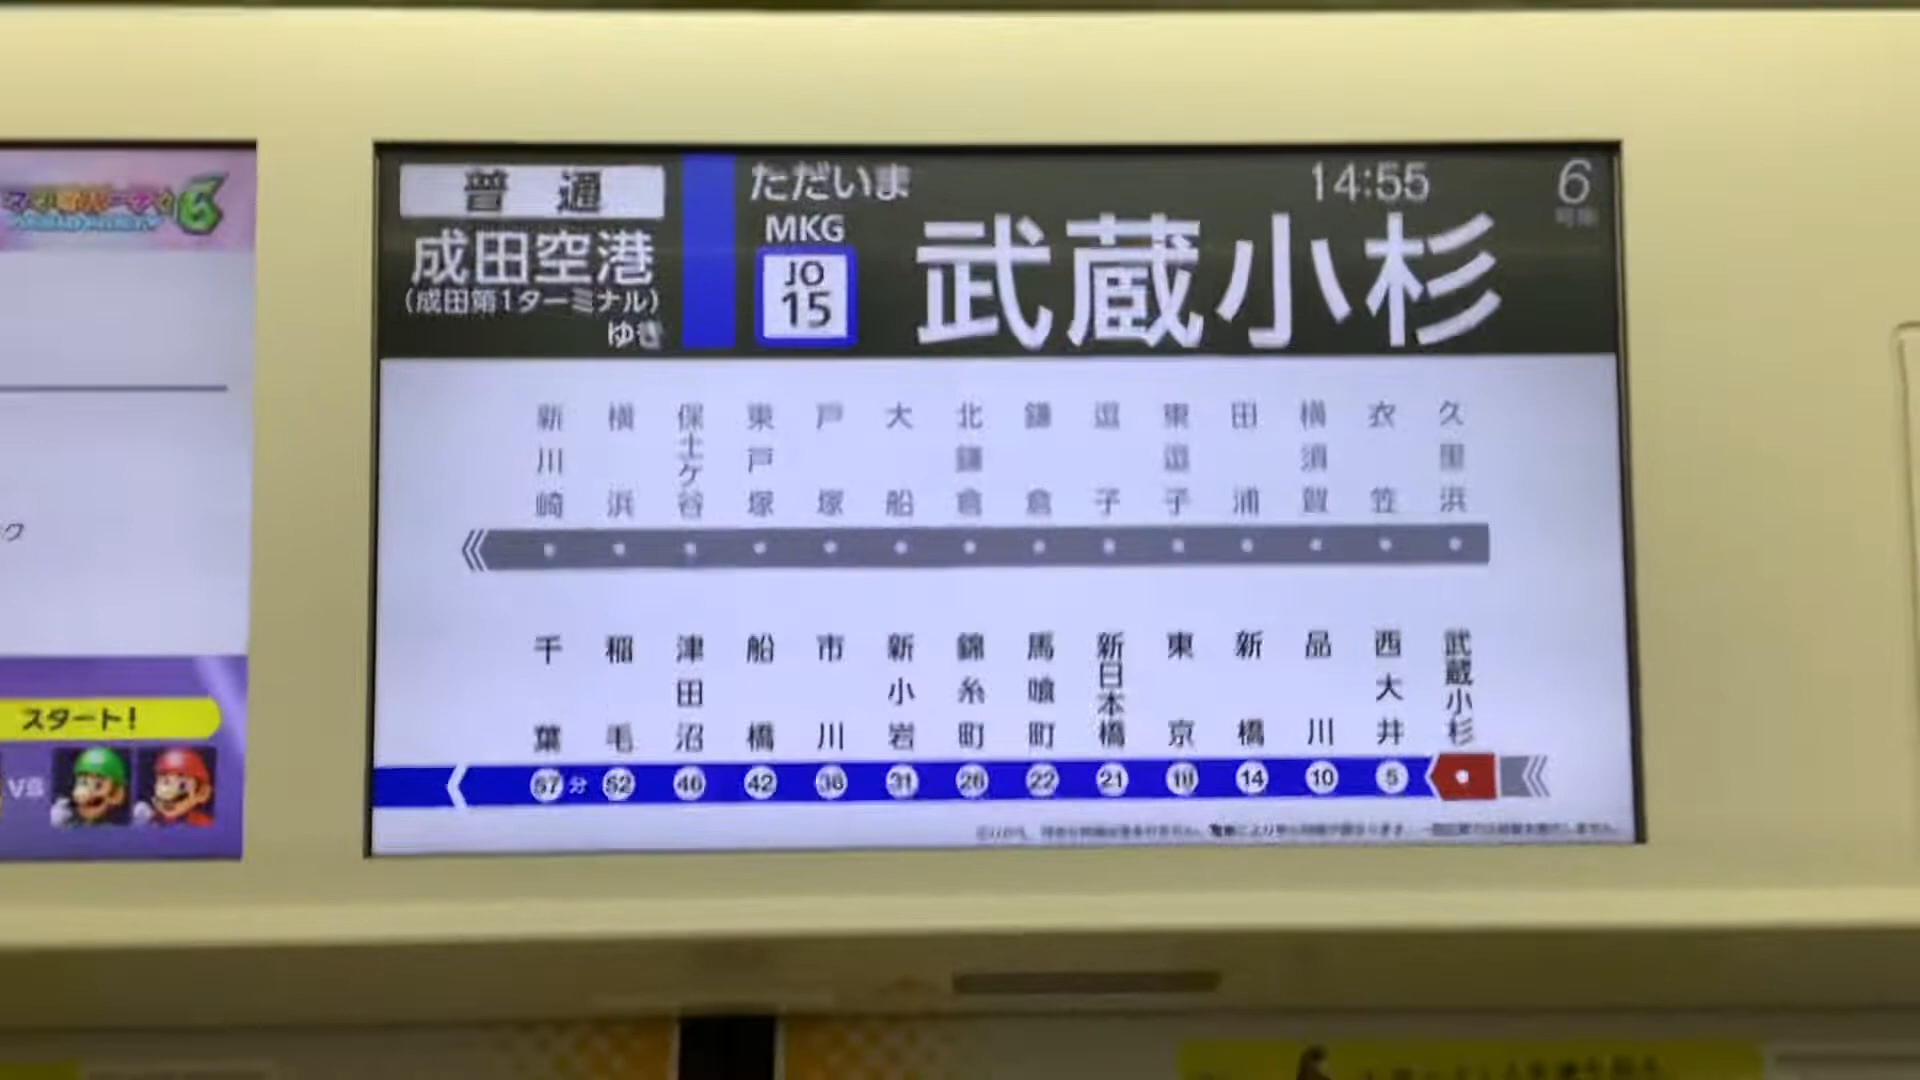 普通
成田空港
(成田第1ターミナル)
ゆき
ただいま
MKG
JO
15
武蔵小杉
14:55
6
号車
新川崎 横浜 保土ケ谷 東戸塚 戸塚 大船 北鎌倉 鎌倉 逗子 東逗子 田浦 横須賀 衣笠 久里浜
千葉 稲毛 津田沼 船橋 市川 新小岩 錦糸町 馬喰町 新日本橋 東京 新橋 品川 西大井 武蔵小杉
57分 52 46 42 36 31 26 22 21 18 14 10 5
ク
スタート!
VS